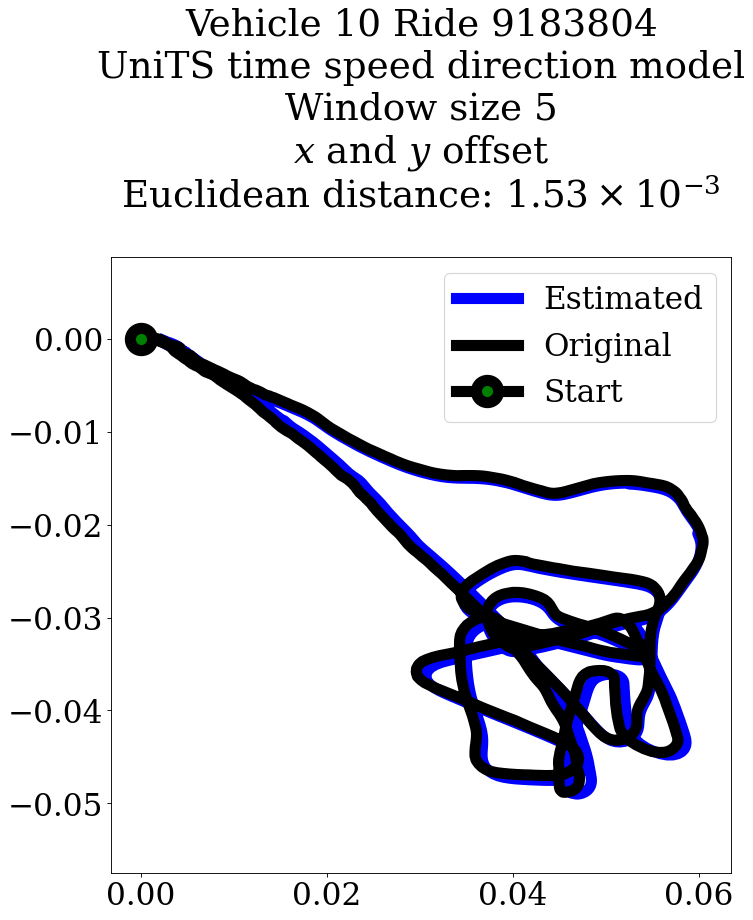 Vehicle 10 Ride 9183804
UniTS time speed direction model
Window size 5
x and y offset
Euclidean distance: 1.53 × 10⁻³
Estimated
Original
Start
0.00
−0.01
−0.02
−0.03
−0.04
−0.05
0.00 0.02 0.04 0.06